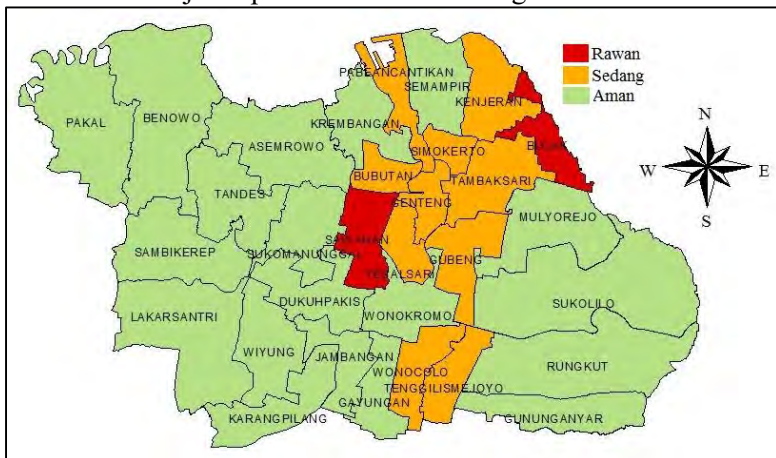 Rawan
Sedang
Aman
N
W
E
S
PABEANCANTIKAN
SEMAMPIR
KENJERAN
PAKAL
BENOWO
KREMBANGAN
ASEMROWO
SIMOKERTO
BULAK
BUBUTAN
TAMBAKSARI
TANDES
GENTENG
MULYOREJO
SAWAHAN
SAMBIKEREP
SUKOMANUNGGAL
GUBENG
TEGALSARI
DUKUHPAKIS
SUKOLILO
LAKARSANTRI
WONOKROMO
WIYUNG
JAMBANGAN
WONOCOLO
RUNGKUT
TENGGILISMEJOYO
GAYUNGAN
KARANGPILANG
GUNUNGANYAR